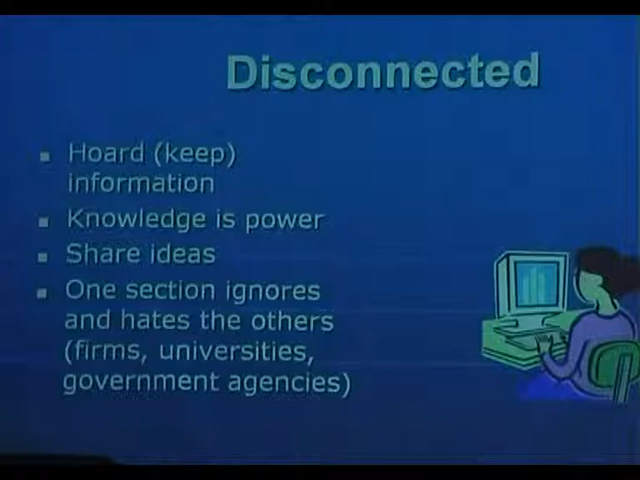 Disconnected
Hoard (keep)
information
Knowledge is power
Share ideas
One section ignores
and hates the others
(firms, universities,
government agencies)